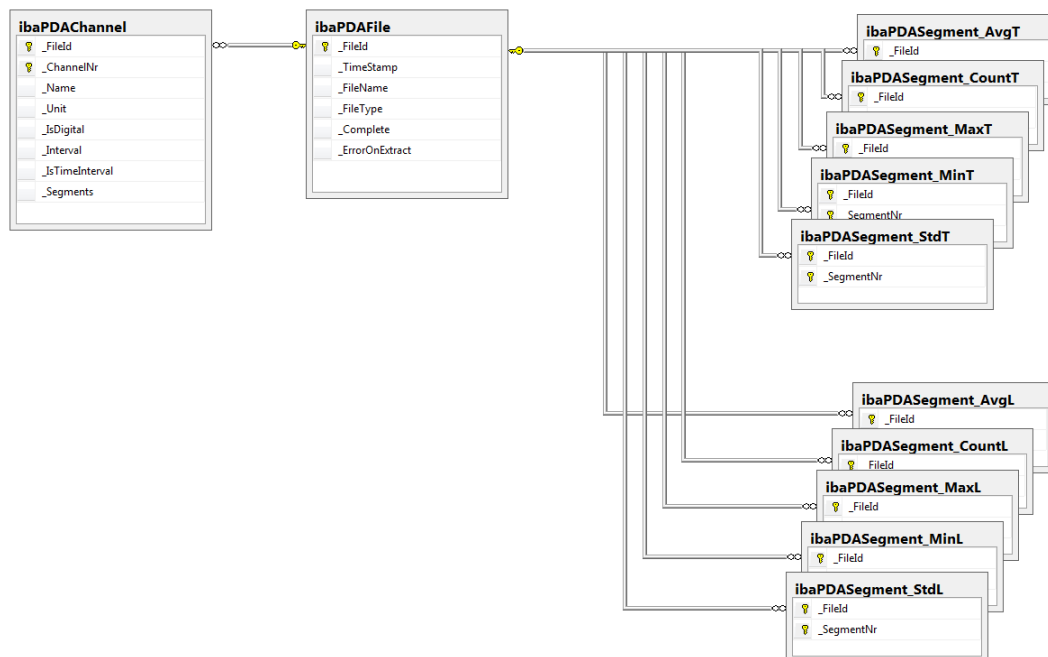 ibaPDAChannel
_FileId
_ChannelNr
_Name
_Unit
_IsDigital
_Interval
_IsTimeInterval
_Segments
ibaPDAFile
_FileId
_TimeStamp
_FileName
_FileType
_Complete
_ErrorOnExtract
ibaPDASegment_AvgT
_FileId
ibaPDASegment_CountT
_FileId
ibaPDASegment_MaxT
_FileId
ibaPDASegment_MinT
_FileId
_SegmentNr
ibaPDASegment_StdT
_FileId
_SegmentNr
ibaPDASegment_AvgL
_FileId
ibaPDASegment_CountL
_FileId
ibaPDASegment_MaxL
_FileId
ibaPDASegment_MinL
_FileId
ibaPDASegment_StdL
_FileId
_SegmentNr